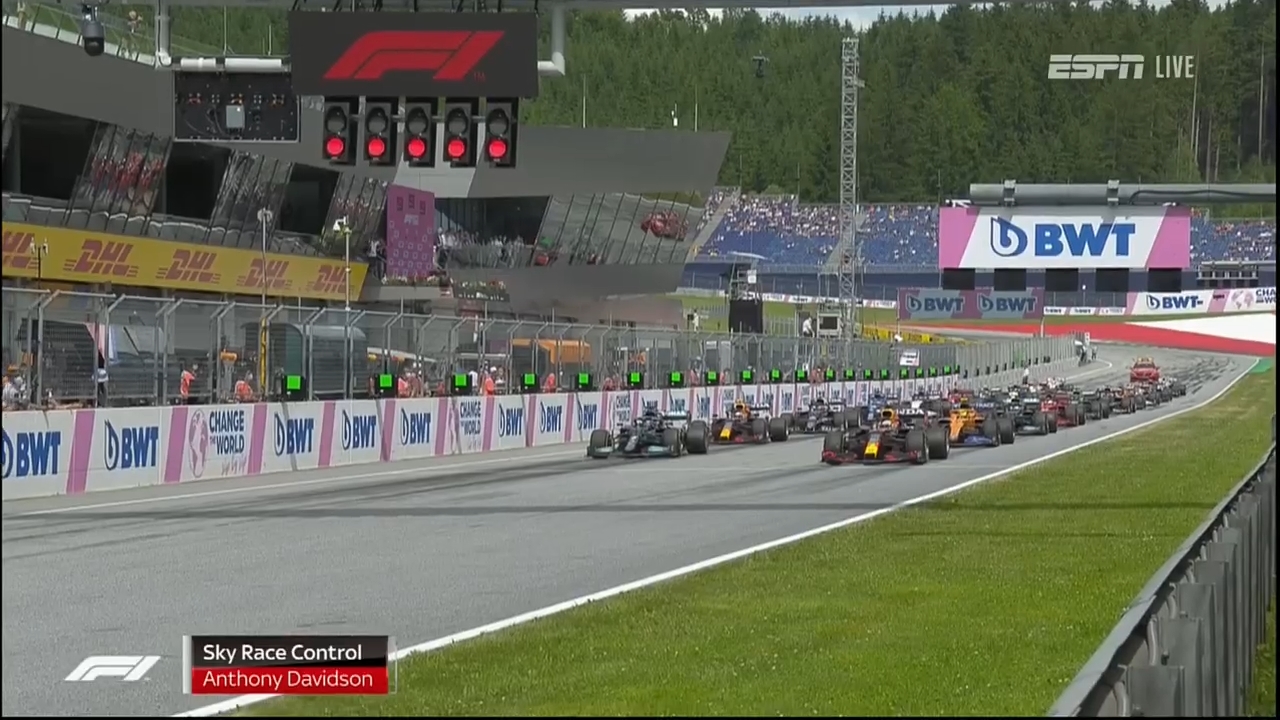 F1
ESPN LIVE
BWT
DHL DHL DHL DHL DHL
BWT BWT
BWT
BWT
BWT
CHANGE
THE
WORLD
BWT
BWT
BWT
CHANGE
THE
WORLD
BWT
BWT
BWT
F1
Sky Race Control
Anthony Davidson